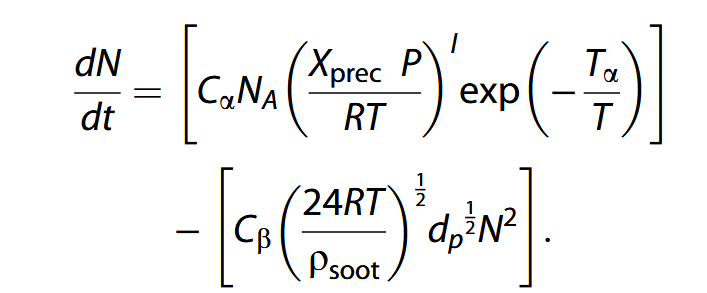 dN/dt = [C_α N_A (X_prec P / RT)^l exp(−T_α/T)]
− [C_β (24RT/ρ_soot)^{1/2} d_p^{1/2} N^2].